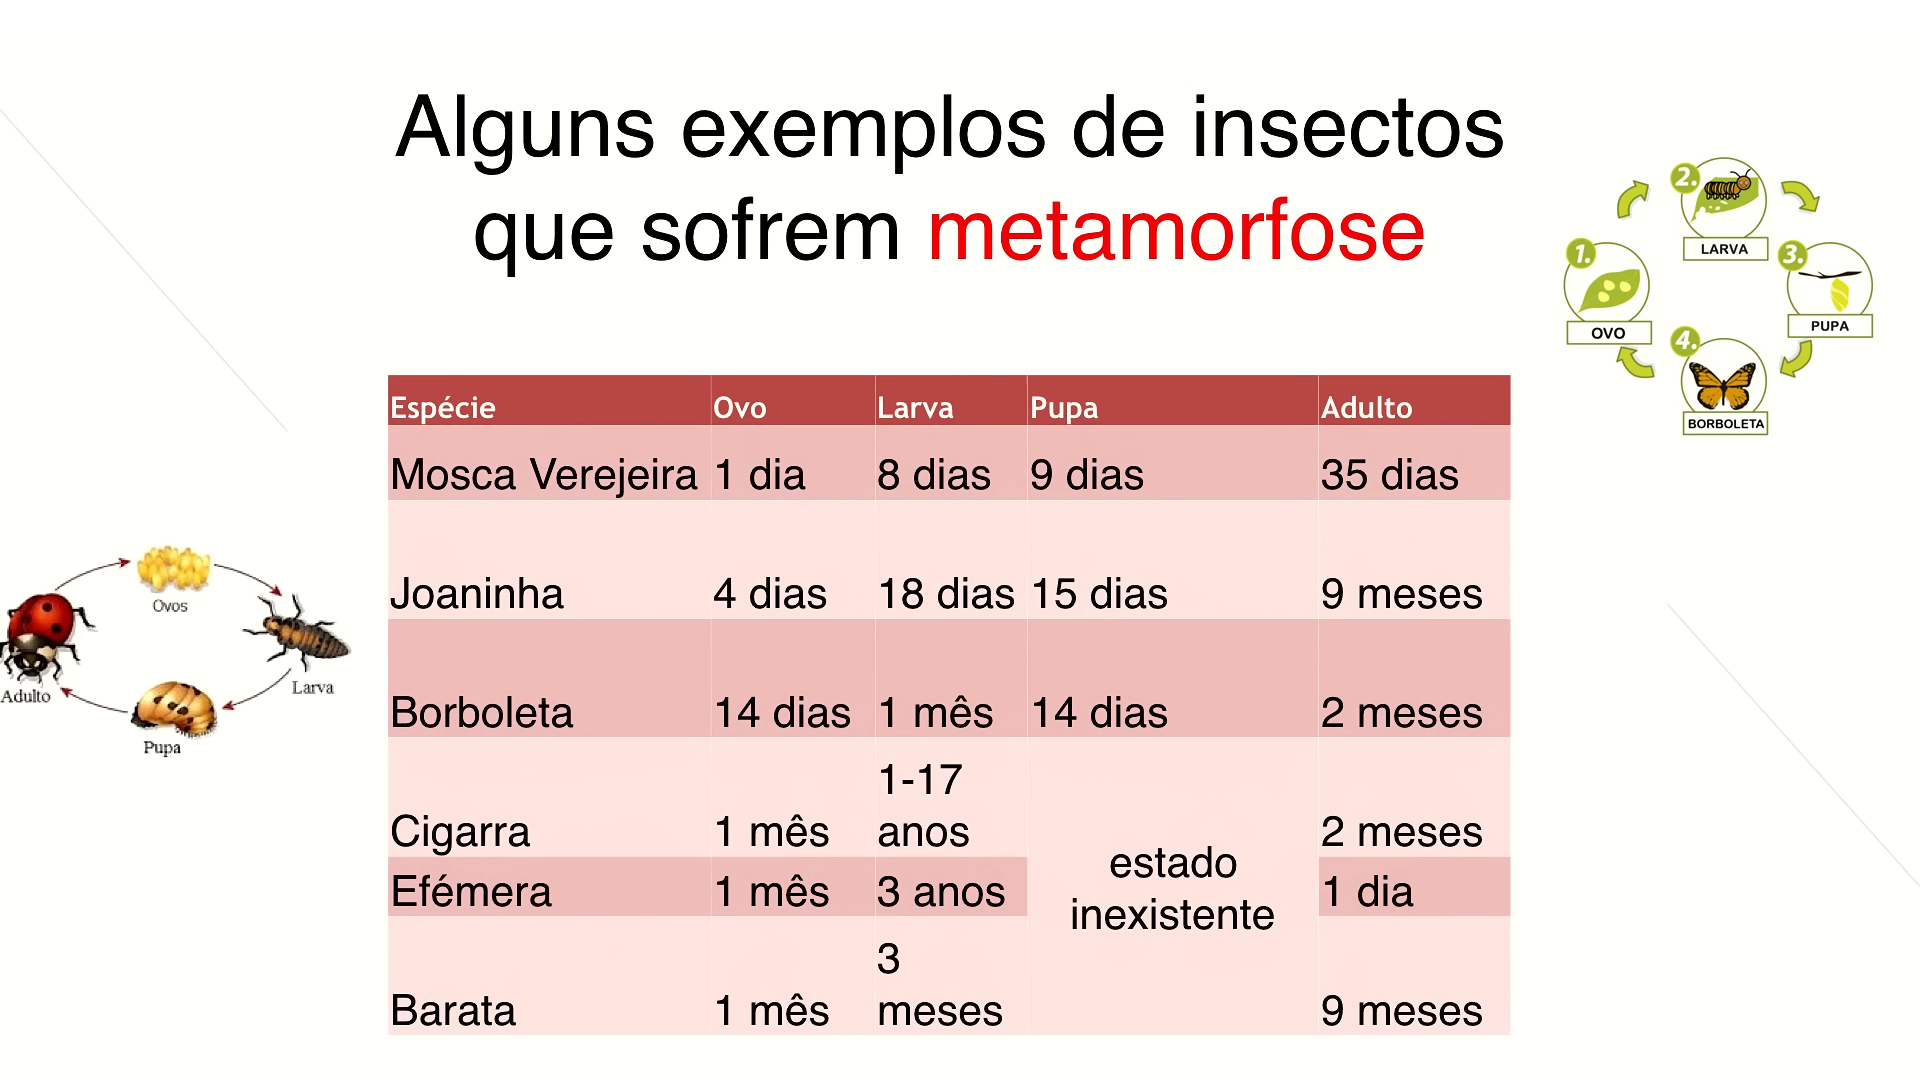 Alguns exemplos de insectos
que sofrem metamorfose
2.
LARVA
1.
OVO
3.
PUPA
4.
BORBOLETA
Espécie Ovo Larva Pupa Adulto
Mosca Verejeira 1 dia 8 dias 9 dias 35 dias
Joaninha 4 dias 18 dias 15 dias 9 meses
Borboleta 14 dias 1 mês 14 dias 2 meses
Cigarra 1 mês 1-17 anos estado inexistente 2 meses
Efémera 1 mês 3 anos 1 dia
Barata 1 mês 3 meses 9 meses
Ovos
Larva
Pupa
Adulto